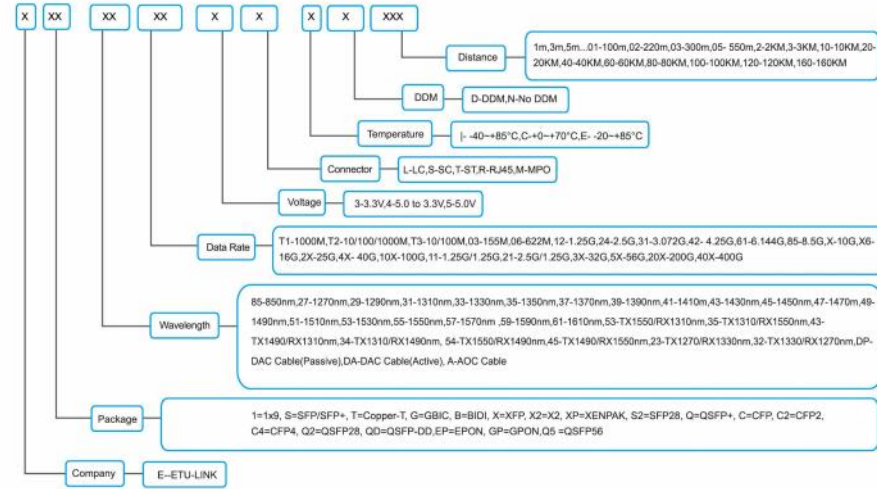 X XX XX XX X X X X XXX
Distance
1m,3m,5m...01-100m,02-220m,03-300m,05- 550m,2-2KM,3-3KM,10-10KM,20-
20KM,40-40KM,60-60KM,80-80KM,100-100KM,120-120KM,160-160KM
DDM
D-DDM,N-No DDM
Temperature
|- -40~+85°C,C-+0~+70°C,E- -20~+85°C
Connector
L-LC,S-SC,T-ST,R-RJ45,M-MPO
Voltage
3-3.3V,4-5.0 to 3.3V,5-5.0V
Data Rate
T1-1000M,T2-10/100/1000M,T3-10/100M,03-155M,06-622M,12-1.25G,24-2.5G,31-3.072G,42- 4.25G,61-6.144G,85-8.5G,X-10G,X6-
16G,2X-25G,4X- 40G,10X-100G,11-1.25G/1.25G,21-2.5G/1.25G,3X-32G,5X-56G,20X-200G,40X-400G
Wavelength
85-850nm,27-1270nm,29-1290nm,31-1310nm,33-1330nm,35-1350nm,37-1370nm,39-1390nm,41-1410m,43-1430nm,45-1450nm,47-1470m,49-
1490nm,51-1510nm,53-1530nm,55-1550nm,57-1570nm ,59-1590nm,61-1610nm,53-TX1550/RX1310nm,35-TX1310/RX1550nm,43-
TX1490/RX1310nm,34-TX1310/RX1490nm, 54-TX1550/RX1490nm,45-TX1490/RX1550nm,23-TX1270/RX1330nm,32-TX1330/RX1270nm,DP-
DAC Cable(Passive),DA-DAC Cable(Active), A-AOC Cable
Package
1=1x9, S=SFP/SFP+, T=Copper-T, G=GBIC, B=BIDI, X=XFP, X2=X2, XP=XENPAK, S2=SFP28, Q=QSFP+, C=CFP, C2=CFP2,
C4=CFP4, Q2=QSFP28, QD=QSFP-DD,EP=EPON, GP=GPON,Q5 =QSFP56
Company
E--ETU-LINK